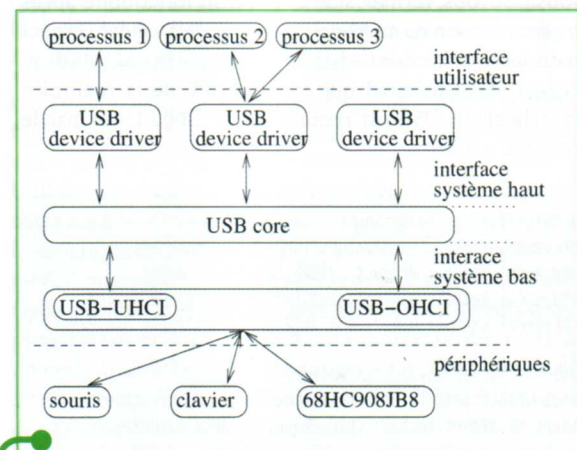 processus 1
processus 2
processus 3
interface
utilisateur
USB
device driver
USB
device driver
USB
device driver
interface
système haut
USB core
interace
système bas
USB-UHCI
USB-OHCI
périphériques
souris
clavier
68HC908JB8